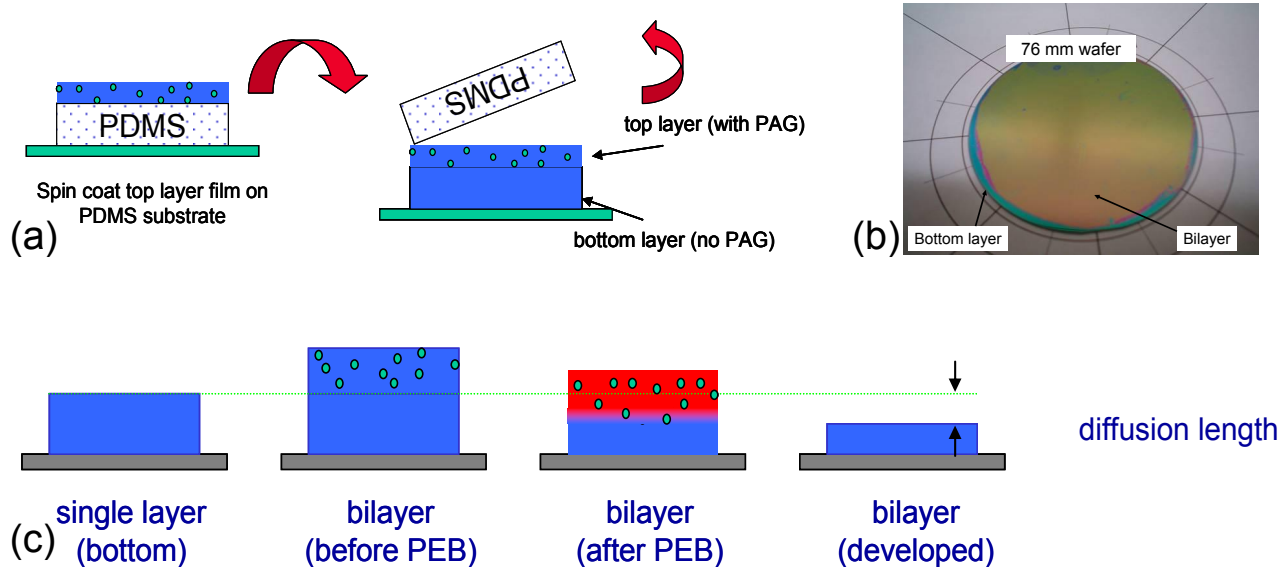 PDMS
Spin coat top layer film on
PDMS substrate
(a)
PDMS
top layer (with PAG)
bottom layer (no PAG)
76 mm wafer
(b)
Bottom layer
Bilayer
diffusion length
(c)
single layer
(bottom)
bilayer
(before PEB)
bilayer
(after PEB)
bilayer
(developed)